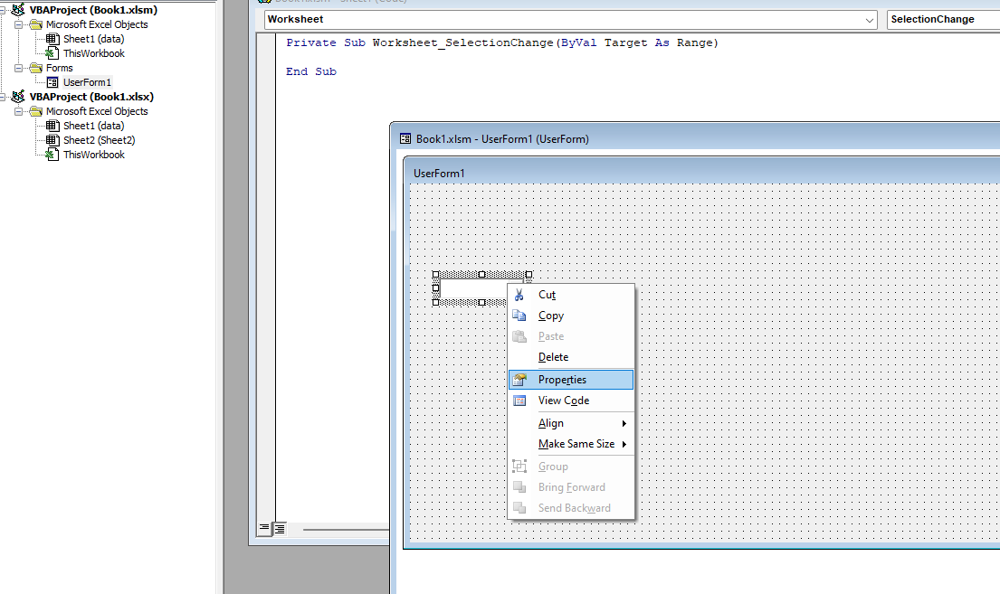 VBAProject (Book1.xlsm)
Microsoft Excel Objects
Sheet1 (data)
ThisWorkbook
Forms
UserForm1
VBAProject (Book1.xlsx)
Microsoft Excel Objects
Sheet1 (data)
Sheet2 (Sheet2)
ThisWorkbook
Worksheet
SelectionChange
Private Sub Worksheet_SelectionChange(ByVal Target As Range)
End Sub
Book1.xlsm - UserForm1 (UserForm)
UserForm1
Cut
Copy
Paste
Delete
Properties
View Code
Align
Make Same Size
Group
Bring Forward
Send Backward